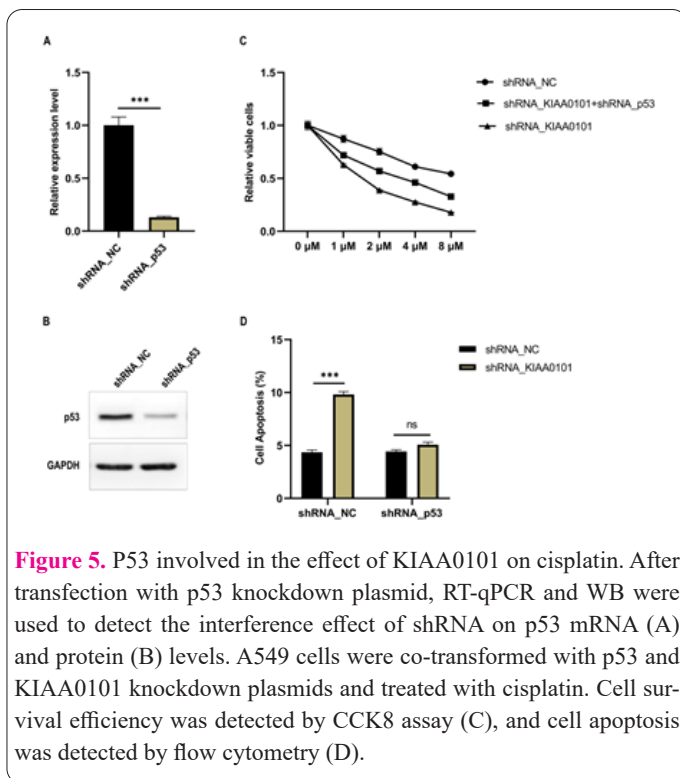 A
Relative expression level
1.5
1.0
0.5
0.0
***
shRNA_NC
shRNA_p53
C
Relative viable cells
1.5
1.0
0.5
0.0
0 μM 1 μM 2 μM 4 μM 8 μM
shRNA_NC
shRNA_KIAA0101+shRNA_p53
shRNA_KIAA0101
B
shRNA_NC
shRNA_p53
p53
GAPDH
D
Cell Apoptosis (%)
15
10
5
0
***
ns
shRNA_NC shRNA_p53
shRNA_NC
shRNA_KIAA0101
Figure 5. P53 involved in the effect of KIAA0101 on cisplatin. After
transfection with p53 knockdown plasmid, RT-qPCR and WB were
used to detect the interference effect of shRNA on p53 mRNA (A)
and protein (B) levels. A549 cells were co-transformed with p53 and
KIAA0101 knockdown plasmids and treated with cisplatin. Cell sur-
vival efficiency was detected by CCK8 assay (C), and cell apoptosis
was detected by flow cytometry (D).